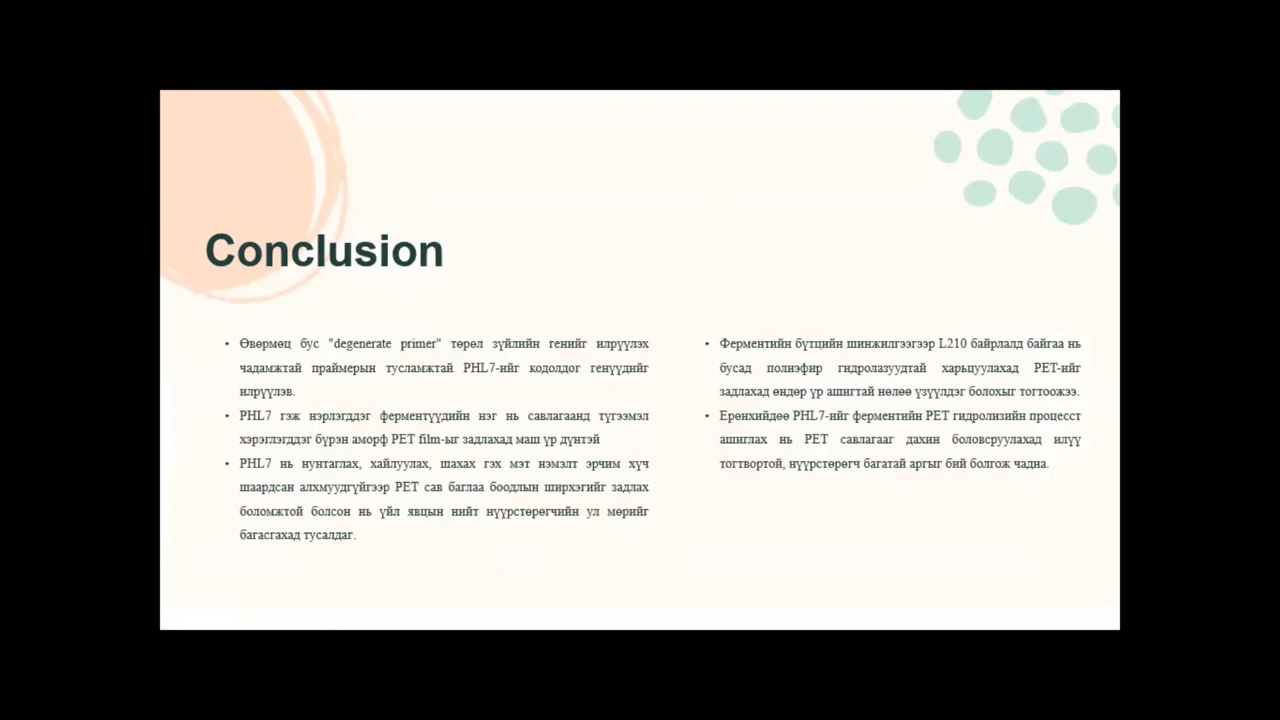 Conclusion
• Өвөрмөц бус "degenerate primer" төрөл зүйлийн генийг илрүүлэх
чадамжтай праймерын тусламжтай PHL7-ийг кодолдог генүүдийг
илрүүлэв.
• PHL7 гэж нэрлэгддэг ферментүүдийн нэг нь савлагаанд түгээмэл
хэрэглэгддэг бүрэн аморф PET film-ыг задлахад маш үр дүнтэй
• PHL7 нь нунтаглах, хайлуулах, шахах гэх мэт нэмэлт эрчим хүч
шаардсан алхмуудгүйгээр PET сав баглаа боодлын ширхэгийг задлах
боломжтой болсон нь үйл явцын нийт нүүрстөрөгчийн ул мөрийг
багасгахад тусалдаг.
• Ферментийн бүтцийн шинжилгээгээр L210 байрлалд байгаа нь
бусад полиэфир гидролазуудтай харьцуулахад PET-ийг
задлахад өндөр үр ашигтай нөлөө үзүүлдэг болохыг тогтоожээ.
• Ерөнхийдөө PHL7-ийг ферментийн PET гидролизийн процесст
ашиглах нь PET савлагааг дахин боловсруулахад илүү
тогтвортой, нүүрстөрөгч багатай аргыг бий болгож чадна.